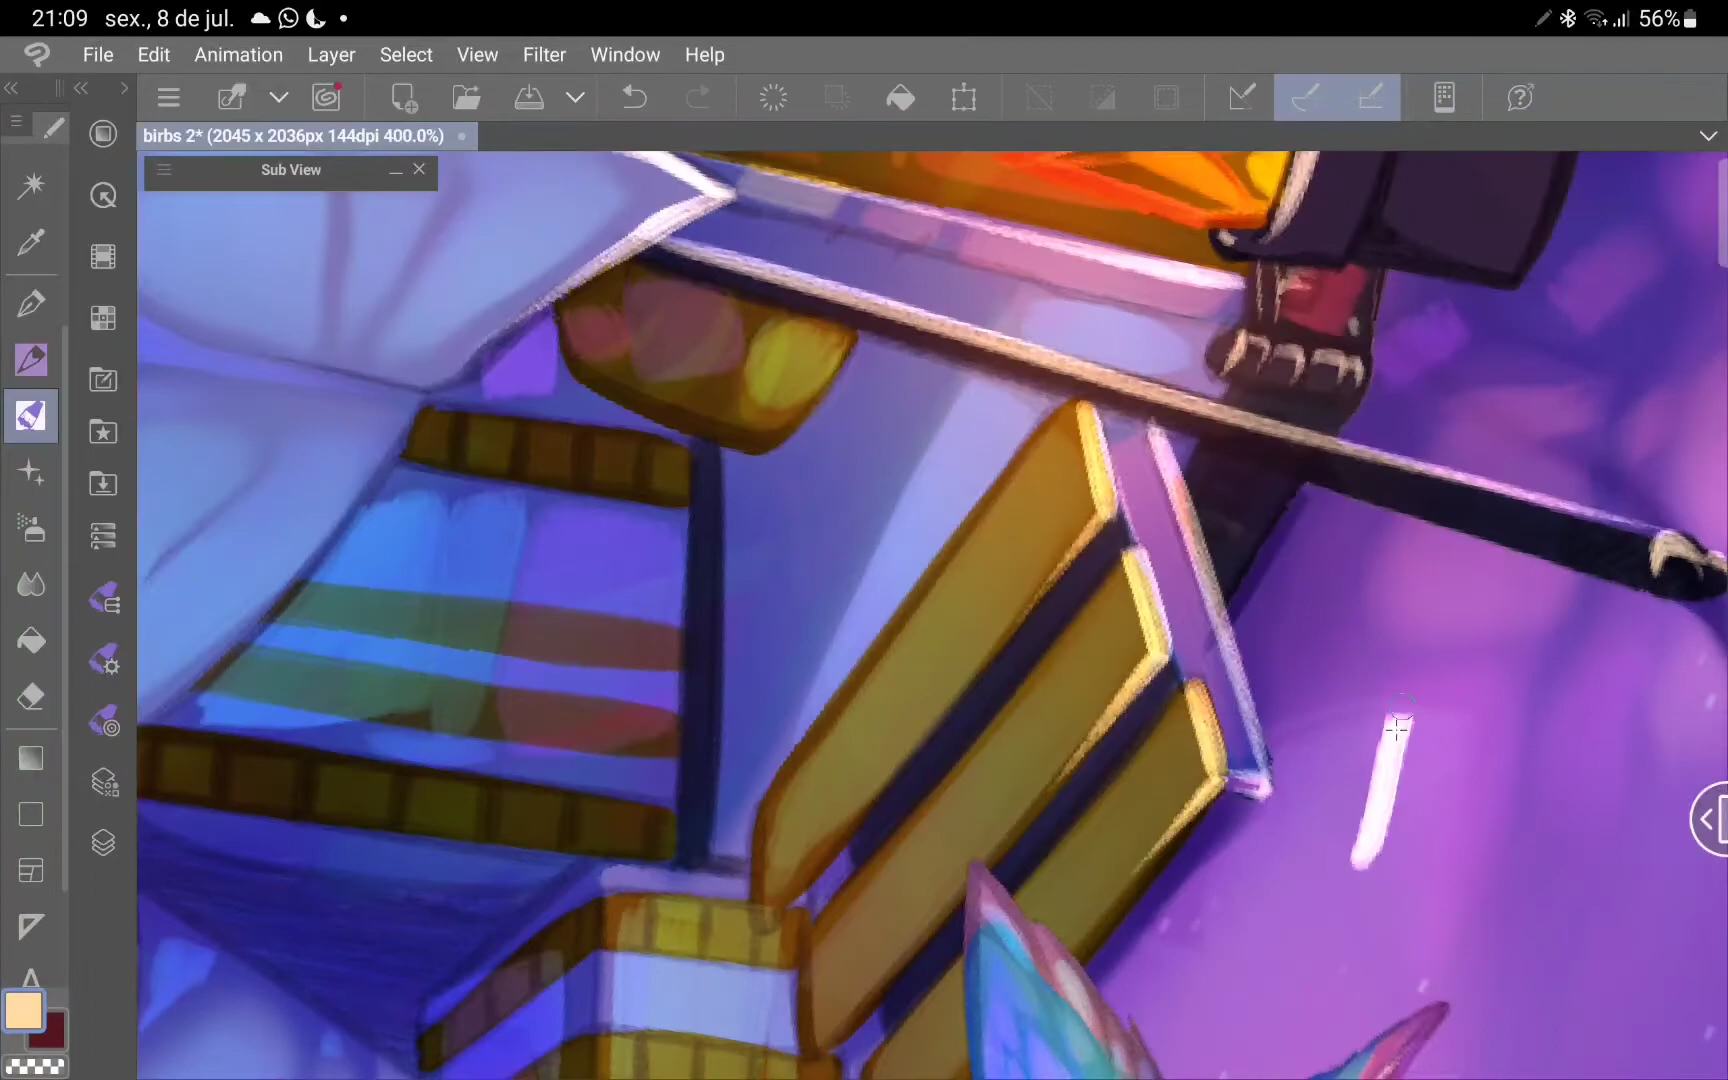 21:09 sex., 8 de jul. 56%
File Edit Animation Layer Select View Filter Window Help
birbs 2* (2045 x 2036px 144dpi 400.0%)
Sub View